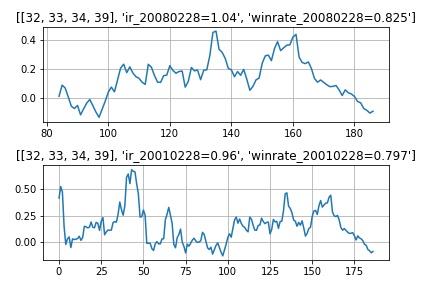 [[32, 33, 34, 39], 'ir_20080228=1.04', 'winrate_20080228=0.825']
0.4
0.2
0.0
80 100 120 140 160 180
[[32, 33, 34, 39], 'ir_20010228=0.96', 'winrate_20010228=0.797']
0.50
0.25
0.00
0 25 50 75 100 125 150 175